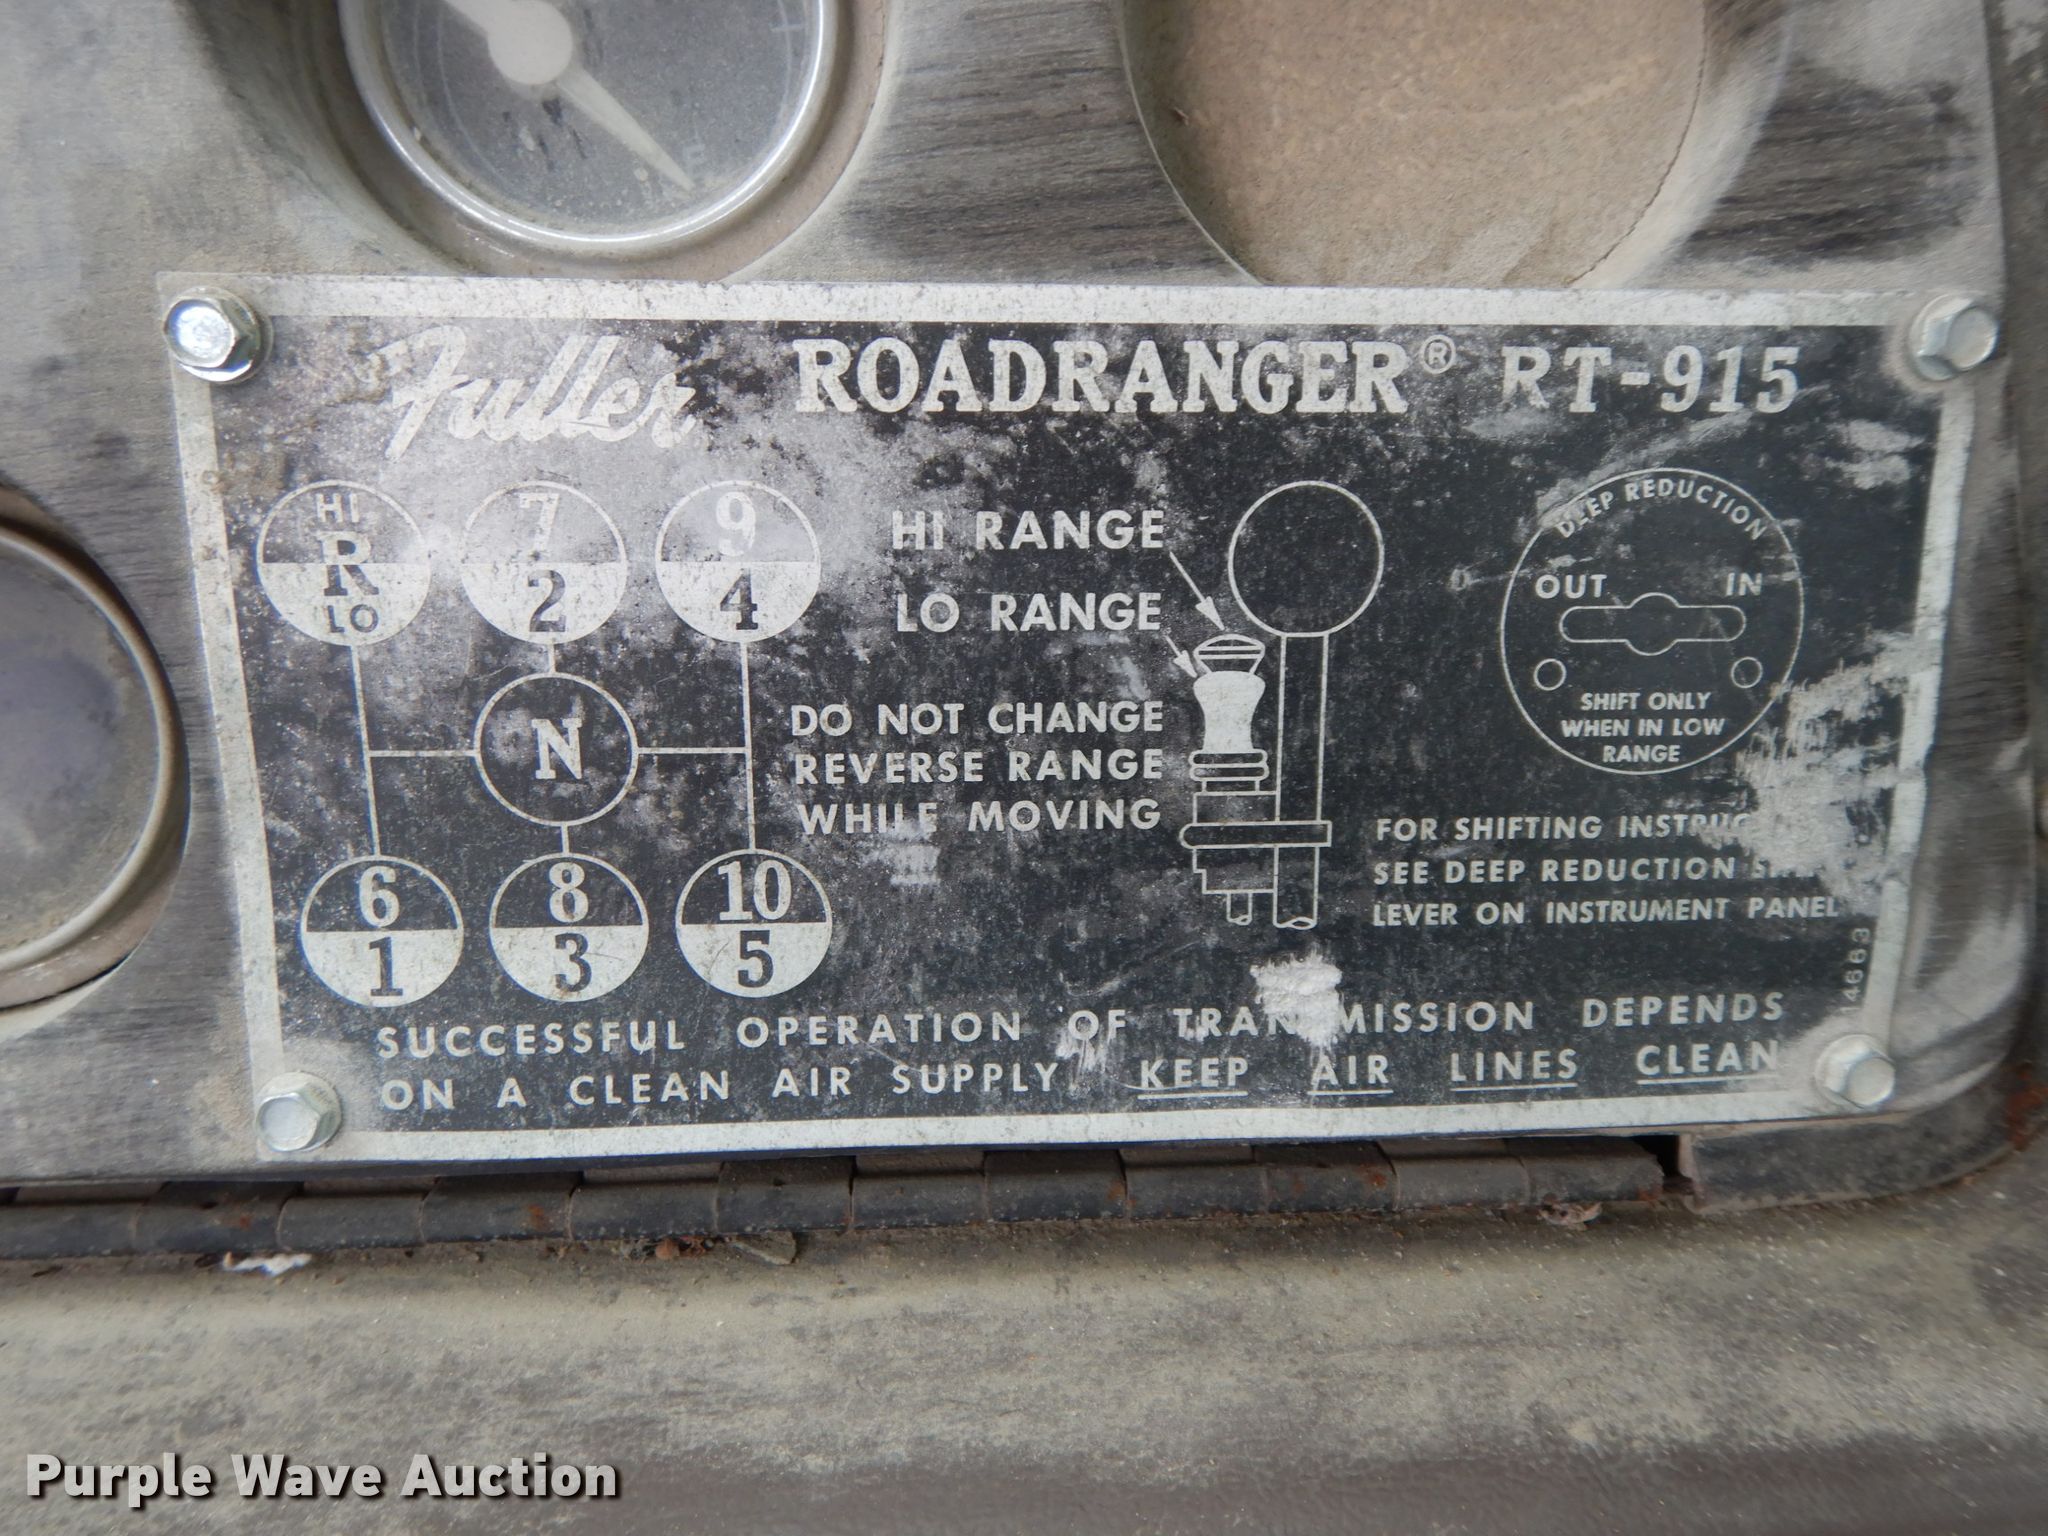 E
Fuller ROADRANGER® RT-915
HI
R
LO
7
2
9
4
N
6
1
8
3
10
5
HI RANGE
LO RANGE
DO NOT CHANGE
REVERSE RANGE
WHILE MOVING
DEEP REDUCTION
OUT IN
SHIFT ONLY
WHEN IN LOW
RANGE
FOR SHIFTING
SEE DEEP REDUCTION
LEVER ON INSTRUMENT PANEL
14663
SUCCESSFUL OPERATION OF TRANSMISSION DEPENDS
ON A CLEAN AIR SUPPLY KEEP AIR LINES CLEAN
Purple Wave Auction